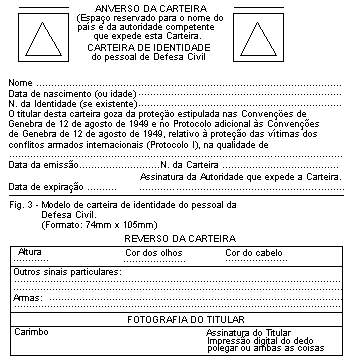 ANVERSO DA CARTEIRA
(Espaço reservado para o nome do
país e da autoridade competente
que expede esta Carteira.
CARTEIRA DE IDENTIDADE
do pessoal de Defesa Civil
Nome
Data de nascimento (ou idade)
N. da Identidade (se existente)
O titular desta carteira goza da proteção estipulada nas Convenções de
Genebra de 12 de agosto de 1949 e no Protocolo adicional às Convenções
de Genebra de 12 de agosto de 1949, relativo à proteção das vítimas dos
conflitos armados internacionais (Protocolo I), na qualidade de
Data da emissão N. da Carteira
Assinatura da Autoridade que expede a Carteira.
Data de expiração
Fig. 3 - Modelo de carteira de identidade do pessoal da
Defesa Civil.
(Formato: 74mm x 105mm)
REVERSO DA CARTEIRA
Altura Cor dos olhos Cor do cabelo
Outros sinais particulares:
Armas:
FOTOGRAFIA DO TITULAR
Carimbo Assinatura do Titular
Impressão digital do dedo
polegar ou ambas as coisas